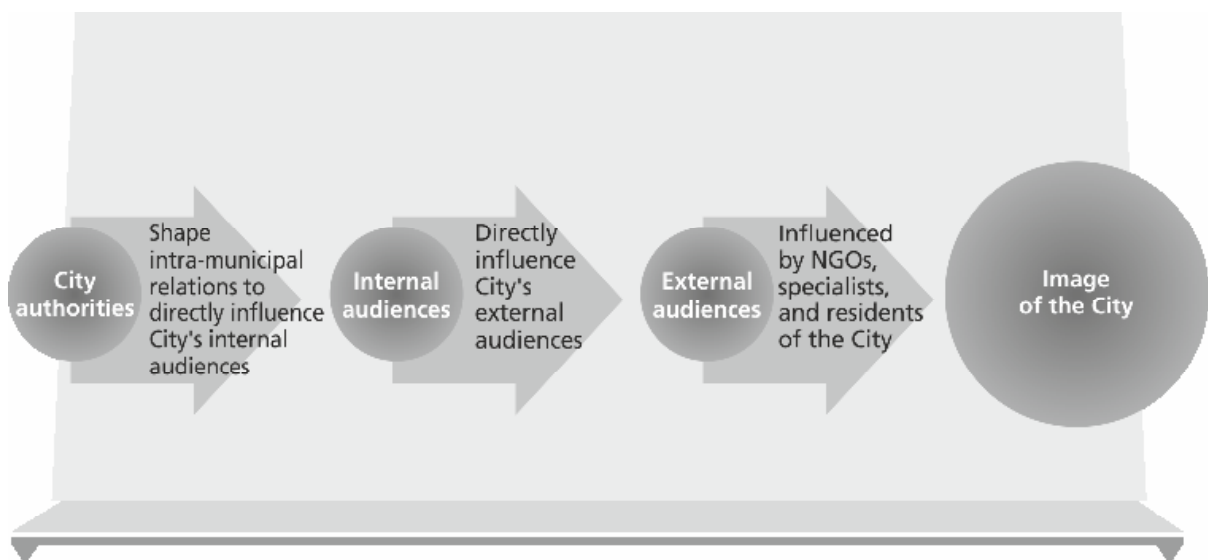 City
authorities
Shape
intra-municipal
relations to
directly influence
City's internal
audiences
Internal
audiences
Directly
influence
City's
external
audiences
External
audiences
Influenced
by NGOs,
specialists,
and residents
of the City
Image
of the City